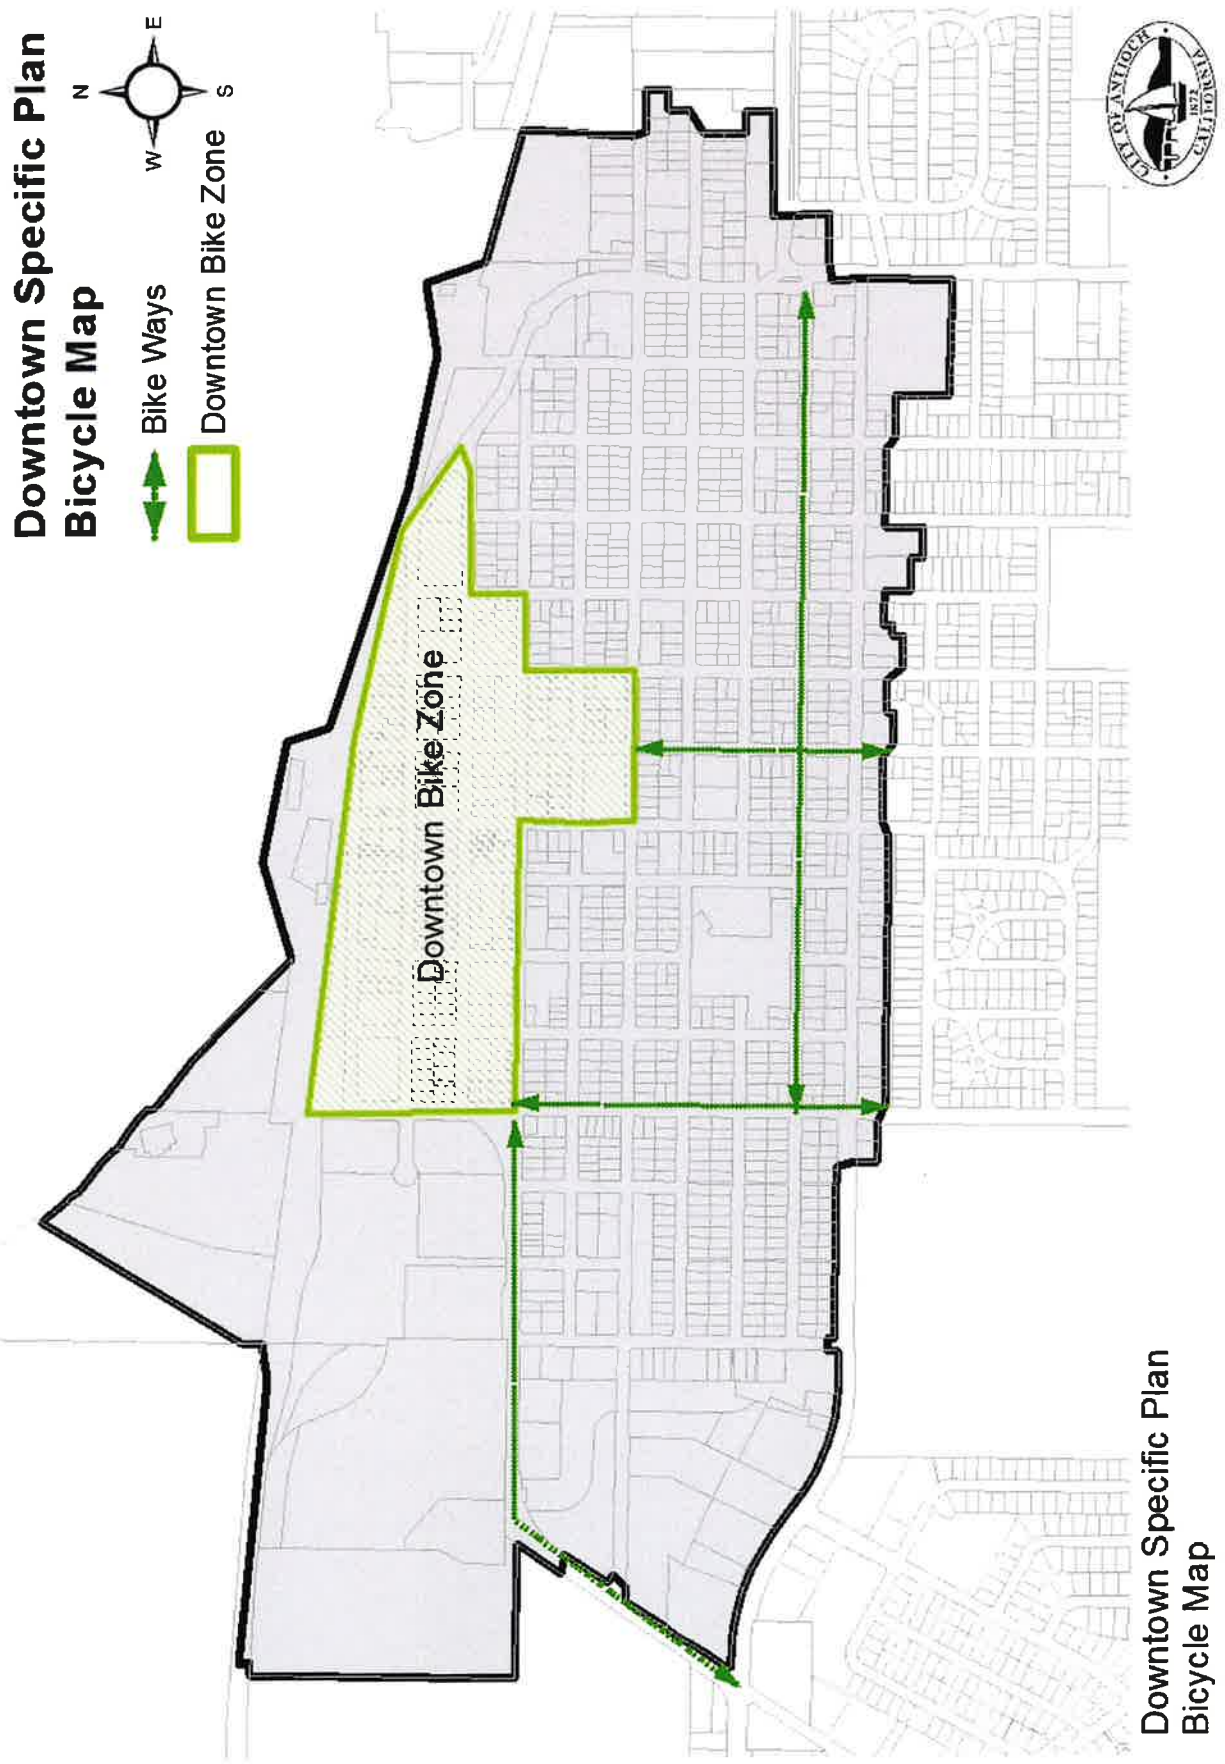 Downtown Specific Plan
Bicycle Map
N
W
E
S
Bike Ways
Downtown Bike Zone
Downtown Bike Zone
CITY OF ANTIOCH
CALIFORNIA
1872
Downtown Specific Plan
Bicycle Map